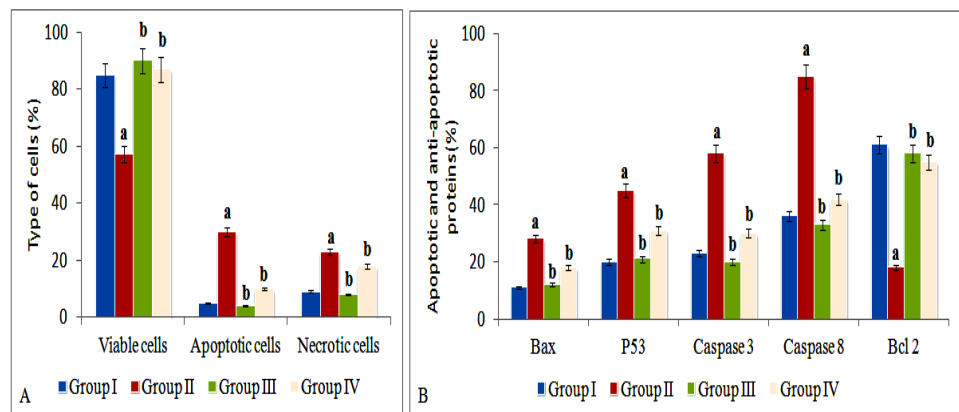 Type of cells (%)
100
80
60
40
20
0
b
b
a
a
b
b
a
b
b
Viable cells
Apoptotic cells
Necrotic cells
A
Group I
Group II
Group III
Group IV
Apoptotic and anti-apoptotic
proteins(%)
100
80
60
40
20
0
a
b
b
a
b
b
a
b
b
a
b
b
a
b
b
Bax
P53
Caspase 3
Caspase 8
Bcl 2
B
Group I
Group II
Group III
Group IV